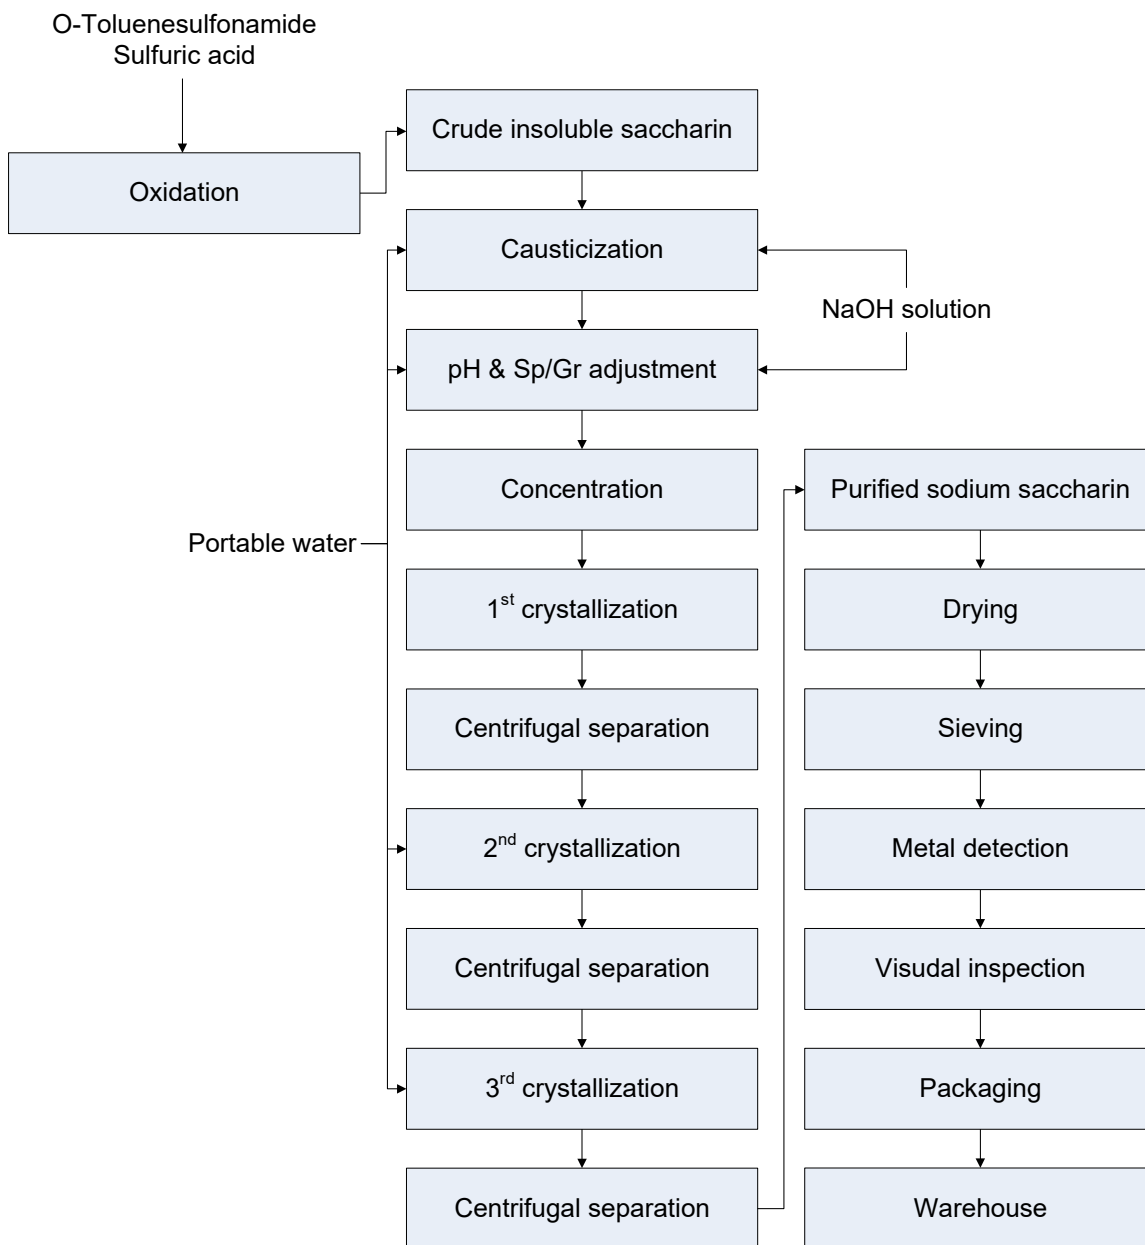 O-Toluenesulfonamide
Sulfuric acid
Oxidation
Crude insoluble saccharin
Causticization
NaOH solution
pH & Sp/Gr adjustment
Concentration
Portable water
1st crystallization
Centrifugal separation
2nd crystallization
Centrifugal separation
3rd crystallization
Centrifugal separation
Purified sodium saccharin
Drying
Sieving
Metal detection
Visudal inspection
Packaging
Warehouse